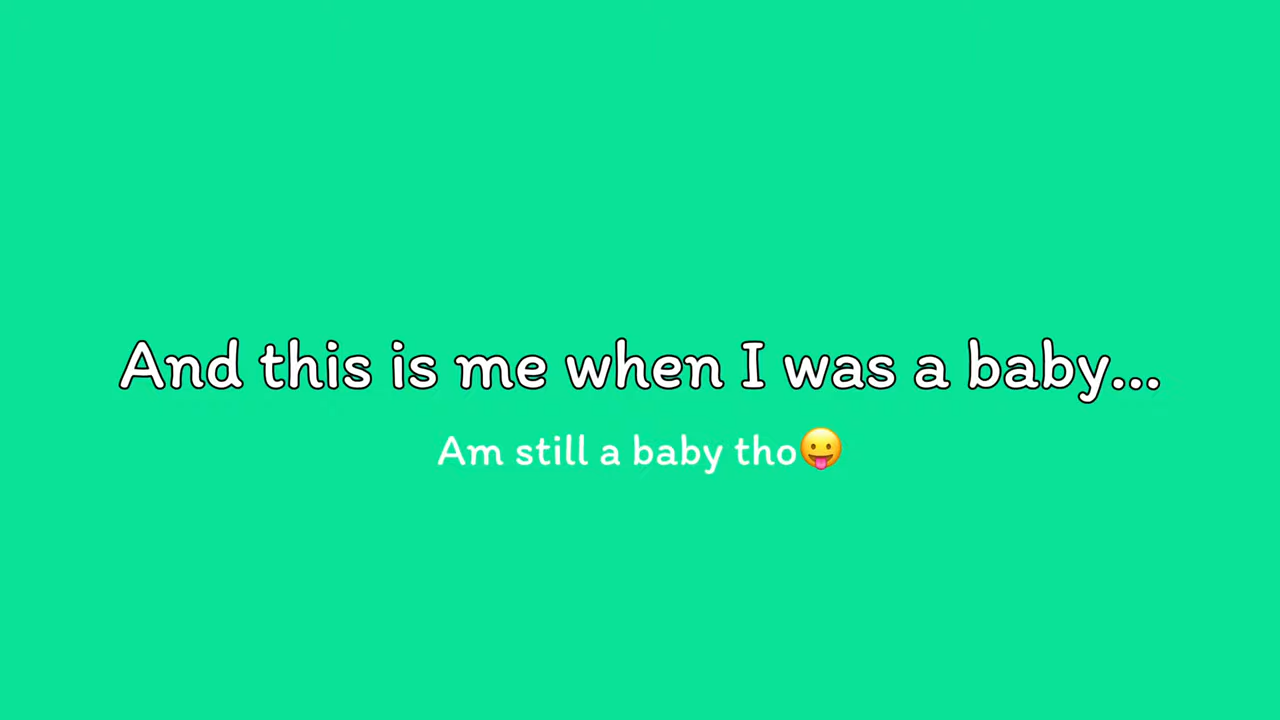 And this is me when I was a baby...
Am still a baby tho😛